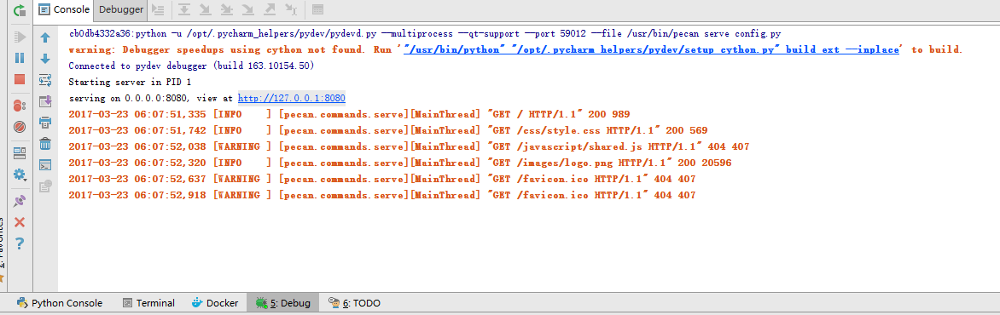 Console Debugger
cb0db4332a36:python -u /opt/.pycharm_helpers/pydev/pydevd.py --multiprocess --qt-support --port 59012 --file /usr/bin/pecan serve config.py
warning: Debugger speedups using cython not found. Run '"/usr/bin/python" "/opt/.pycharm_helpers/pydev/setup_cython.py" build_ext --inplace' to build.
Connected to pydev debugger (build 163.10154.50)
Starting server in PID 1
serving on 0.0.0.0:8080, view at http://127.0.0.1:8080
2017-03-23 06:07:51,335 [INFO    ] [pecan.commands.serve][MainThread] "GET / HTTP/1.1" 200 989
2017-03-23 06:07:51,742 [INFO    ] [pecan.commands.serve][MainThread] "GET /css/style.css HTTP/1.1" 200 569
2017-03-23 06:07:52,038 [WARNING ] [pecan.commands.serve][MainThread] "GET /javascript/shared.js HTTP/1.1" 404 407
2017-03-23 06:07:52,320 [INFO    ] [pecan.commands.serve][MainThread] "GET /images/logo.png HTTP/1.1" 200 20596
2017-03-23 06:07:52,637 [WARNING ] [pecan.commands.serve][MainThread] "GET /favicon.ico HTTP/1.1" 404 407
2017-03-23 06:07:52,918 [WARNING ] [pecan.commands.serve][MainThread] "GET /favicon.ico HTTP/1.1" 404 407
Python Console Terminal Docker 5: Debug 6: TODO